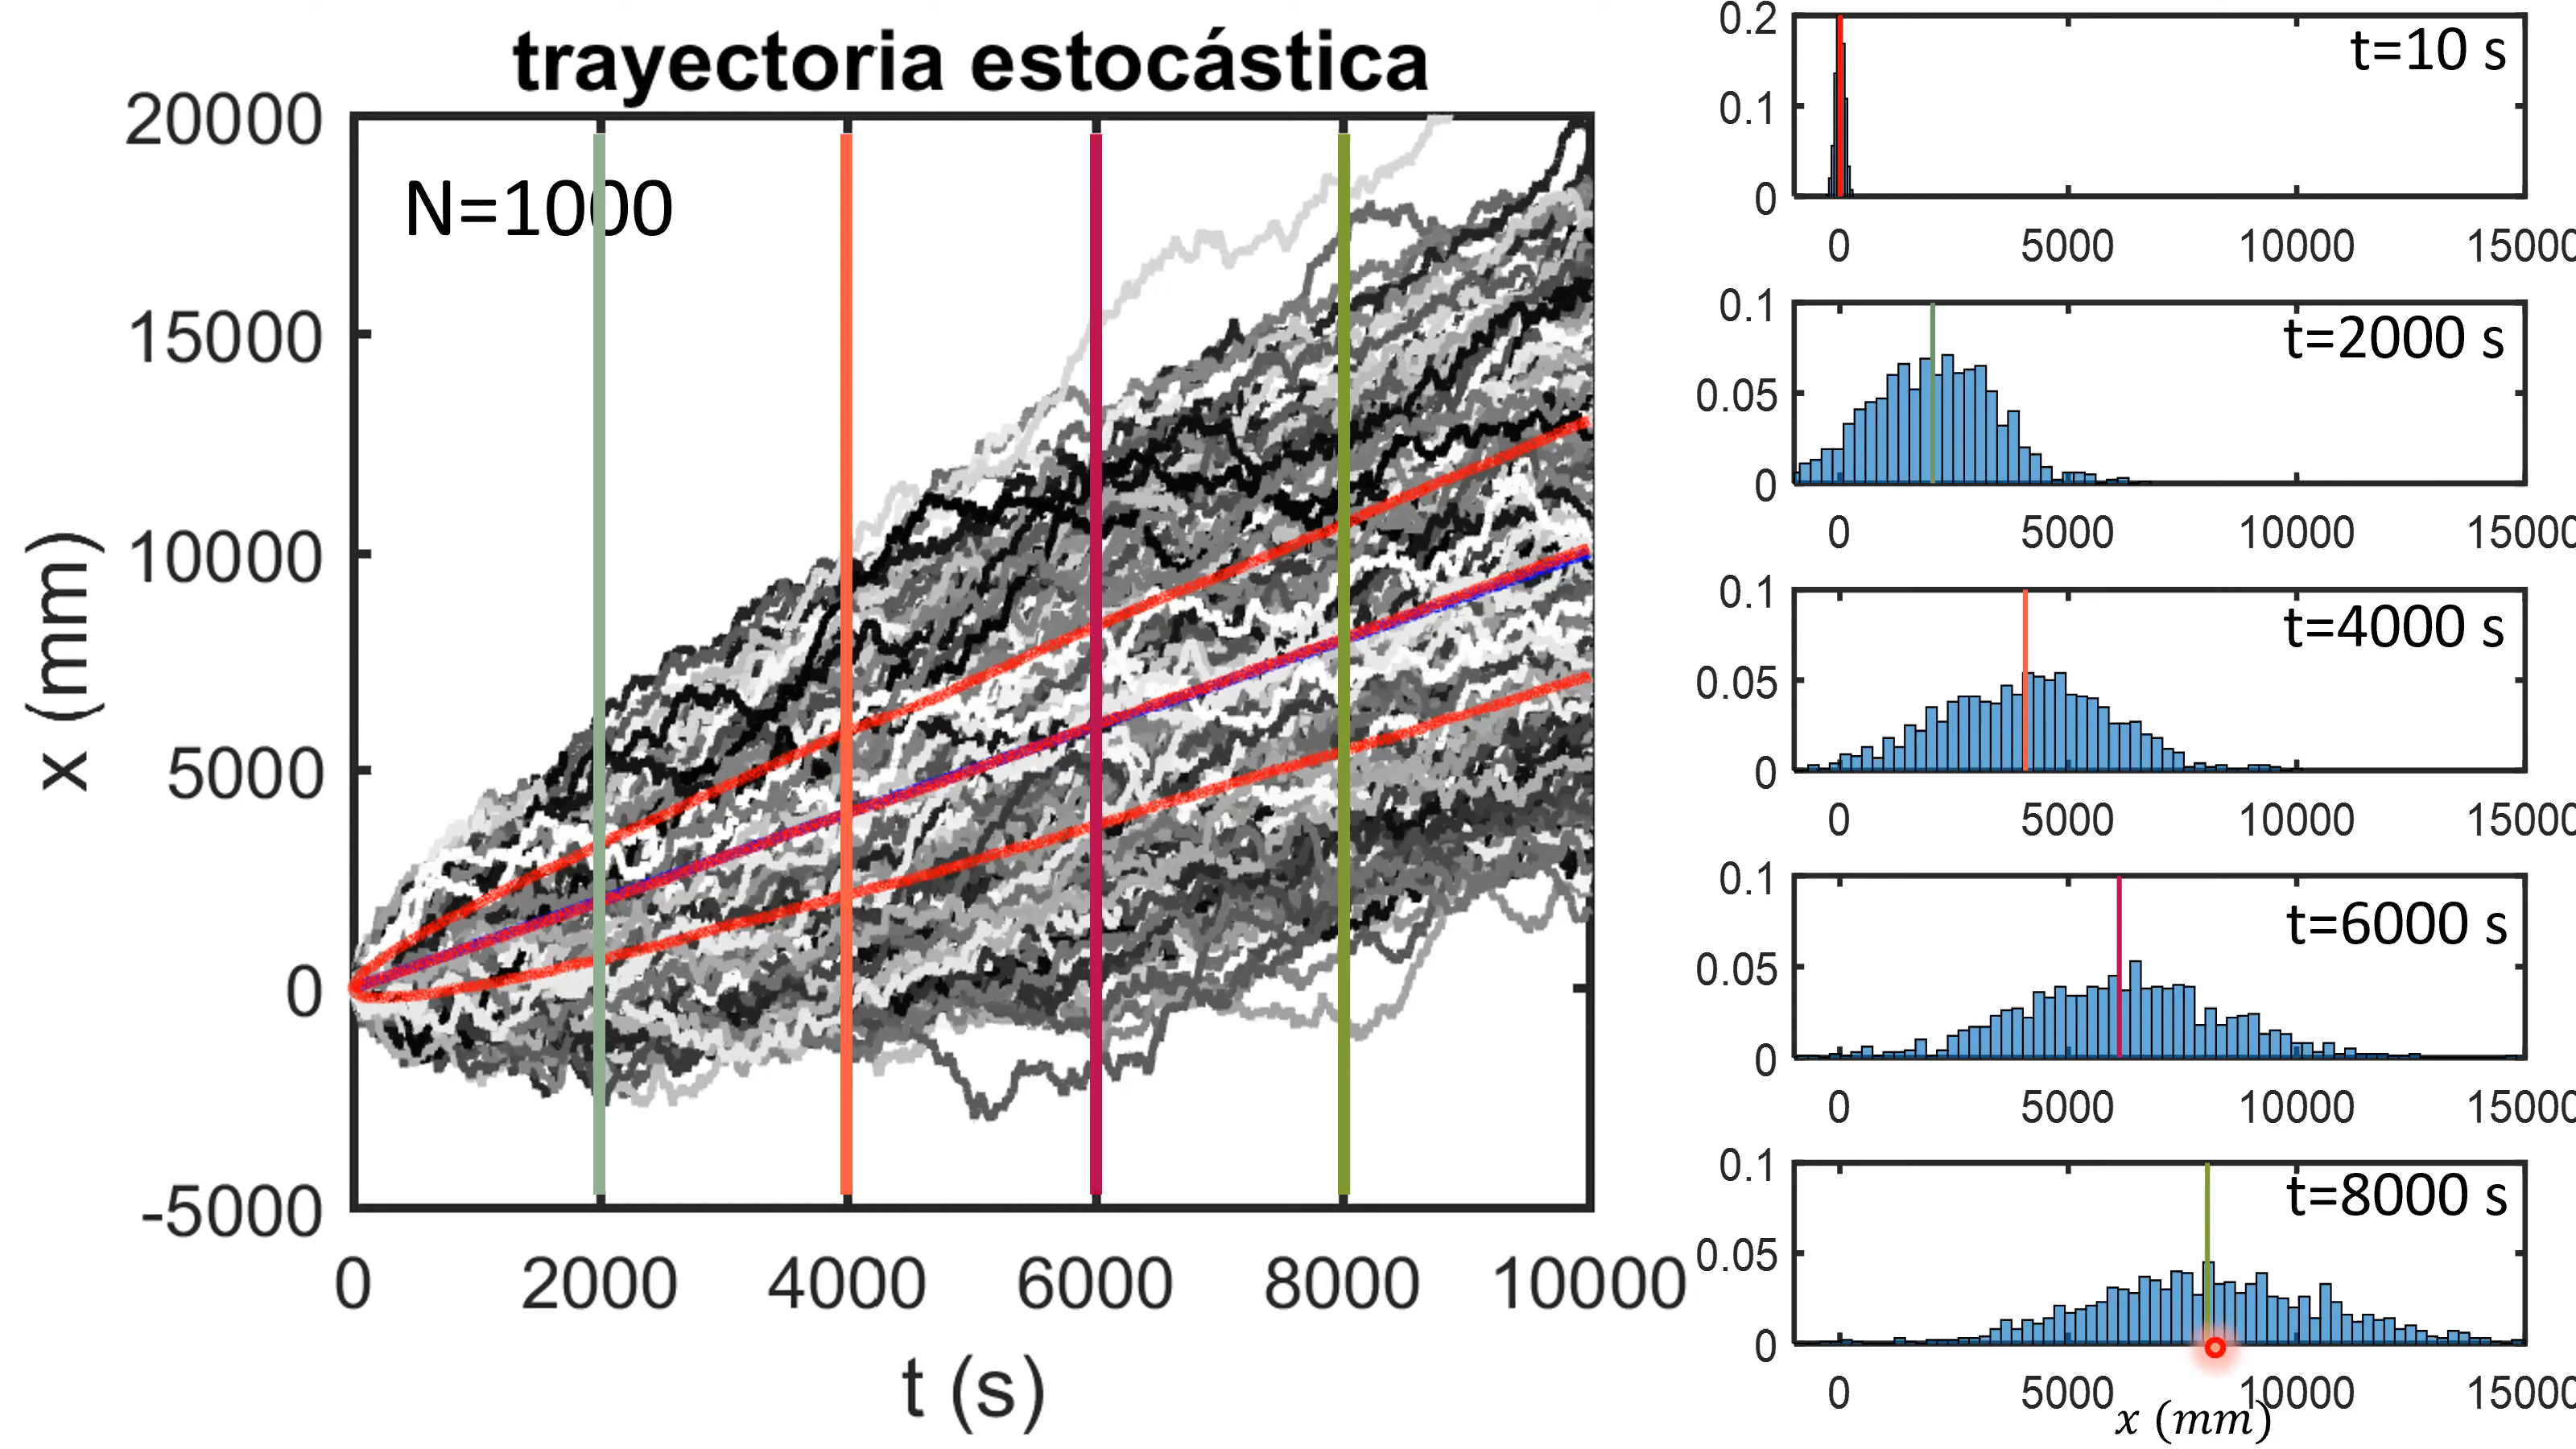 trayectoria estocástica
20000
15000
10000
5000
0
-5000
x (mm)
N=1000
0 2000 4000 6000 8000 10000
t (s)
0.2
0.1
0
t=10 s
0 5000 10000 15000
0.1
0.05
0
t=2000 s
0 5000 10000 15000
0.1
0.05
0
t=4000 s
0 5000 10000 15000
0.1
0.05
0
t=6000 s
0 5000 10000 15000
0.1
0.05
0
t=8000 s
0 5000 10000 15000
x (mm)